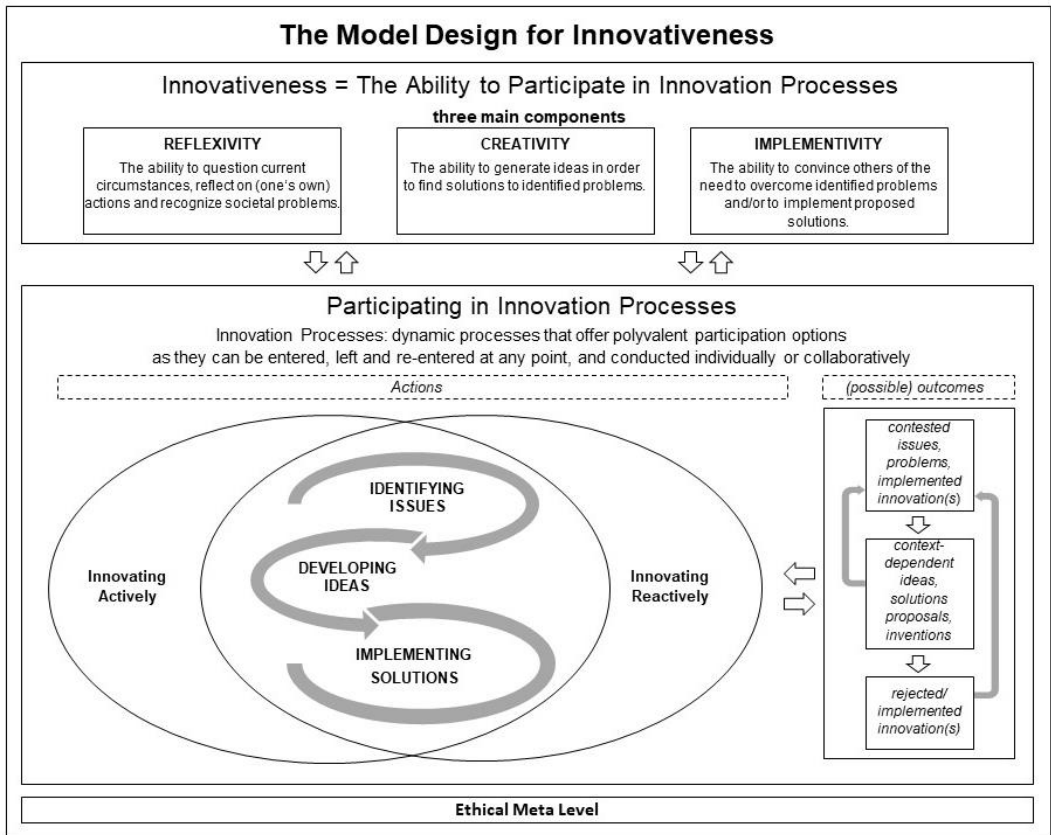 The Model Design for Innovativeness
Innovativeness = The Ability to Participate in Innovation Processes
three main components
REFLEXIVITY
The ability to question current
circumstances, reflect on (one's own)
actions and recognize societal problems.
CREATIVITY
The ability to generate ideas in order
to find solutions to identified problems.
IMPLEMENTIVITY
The ability to convince others of the
need to overcome identified problems
and/or to implement proposed
solutions.
Participating in Innovation Processes
Innovation Processes: dynamic processes that offer polyvalent participation options
as they can be entered, left and re-entered at any point, and conducted individually or collaboratively
Actions
(possible) outcomes
IDENTIFYING
ISSUES
DEVELOPING
IDEAS
IMPLEMENTING
SOLUTIONS
Innovating
Actively
Innovating
Reactively
contested
issues,
problems,
implemented
innovation(s)
context-
dependent
ideas,
solutions
proposals,
inventions
rejected/
implemented
innovation(s)
Ethical Meta Level